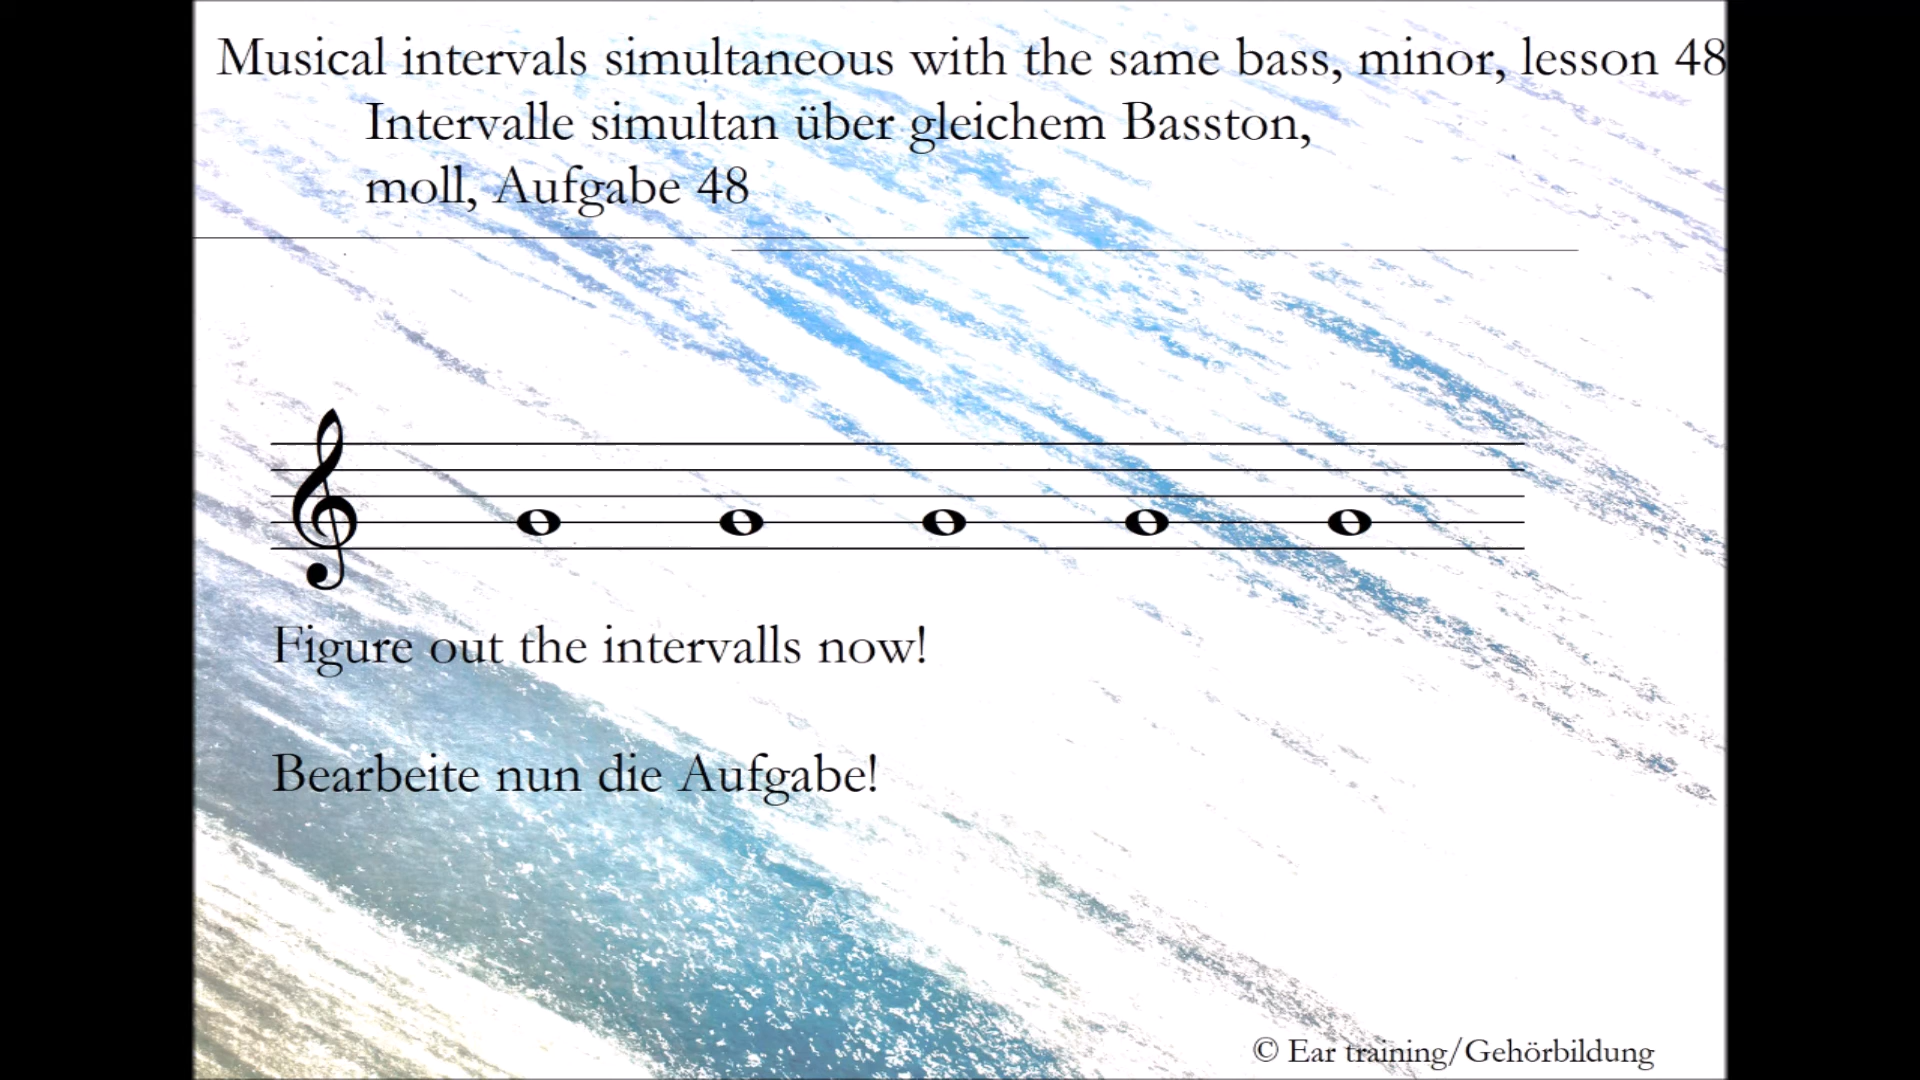 Musical intervals simultaneous with the same bass, minor, lesson 48
Intervalle simultan über gleichem Basston,
moll, Aufgabe 48
Figure out the intervalls now!
Bearbeite nun die Aufgabe!
© Ear training/Gehörbildung